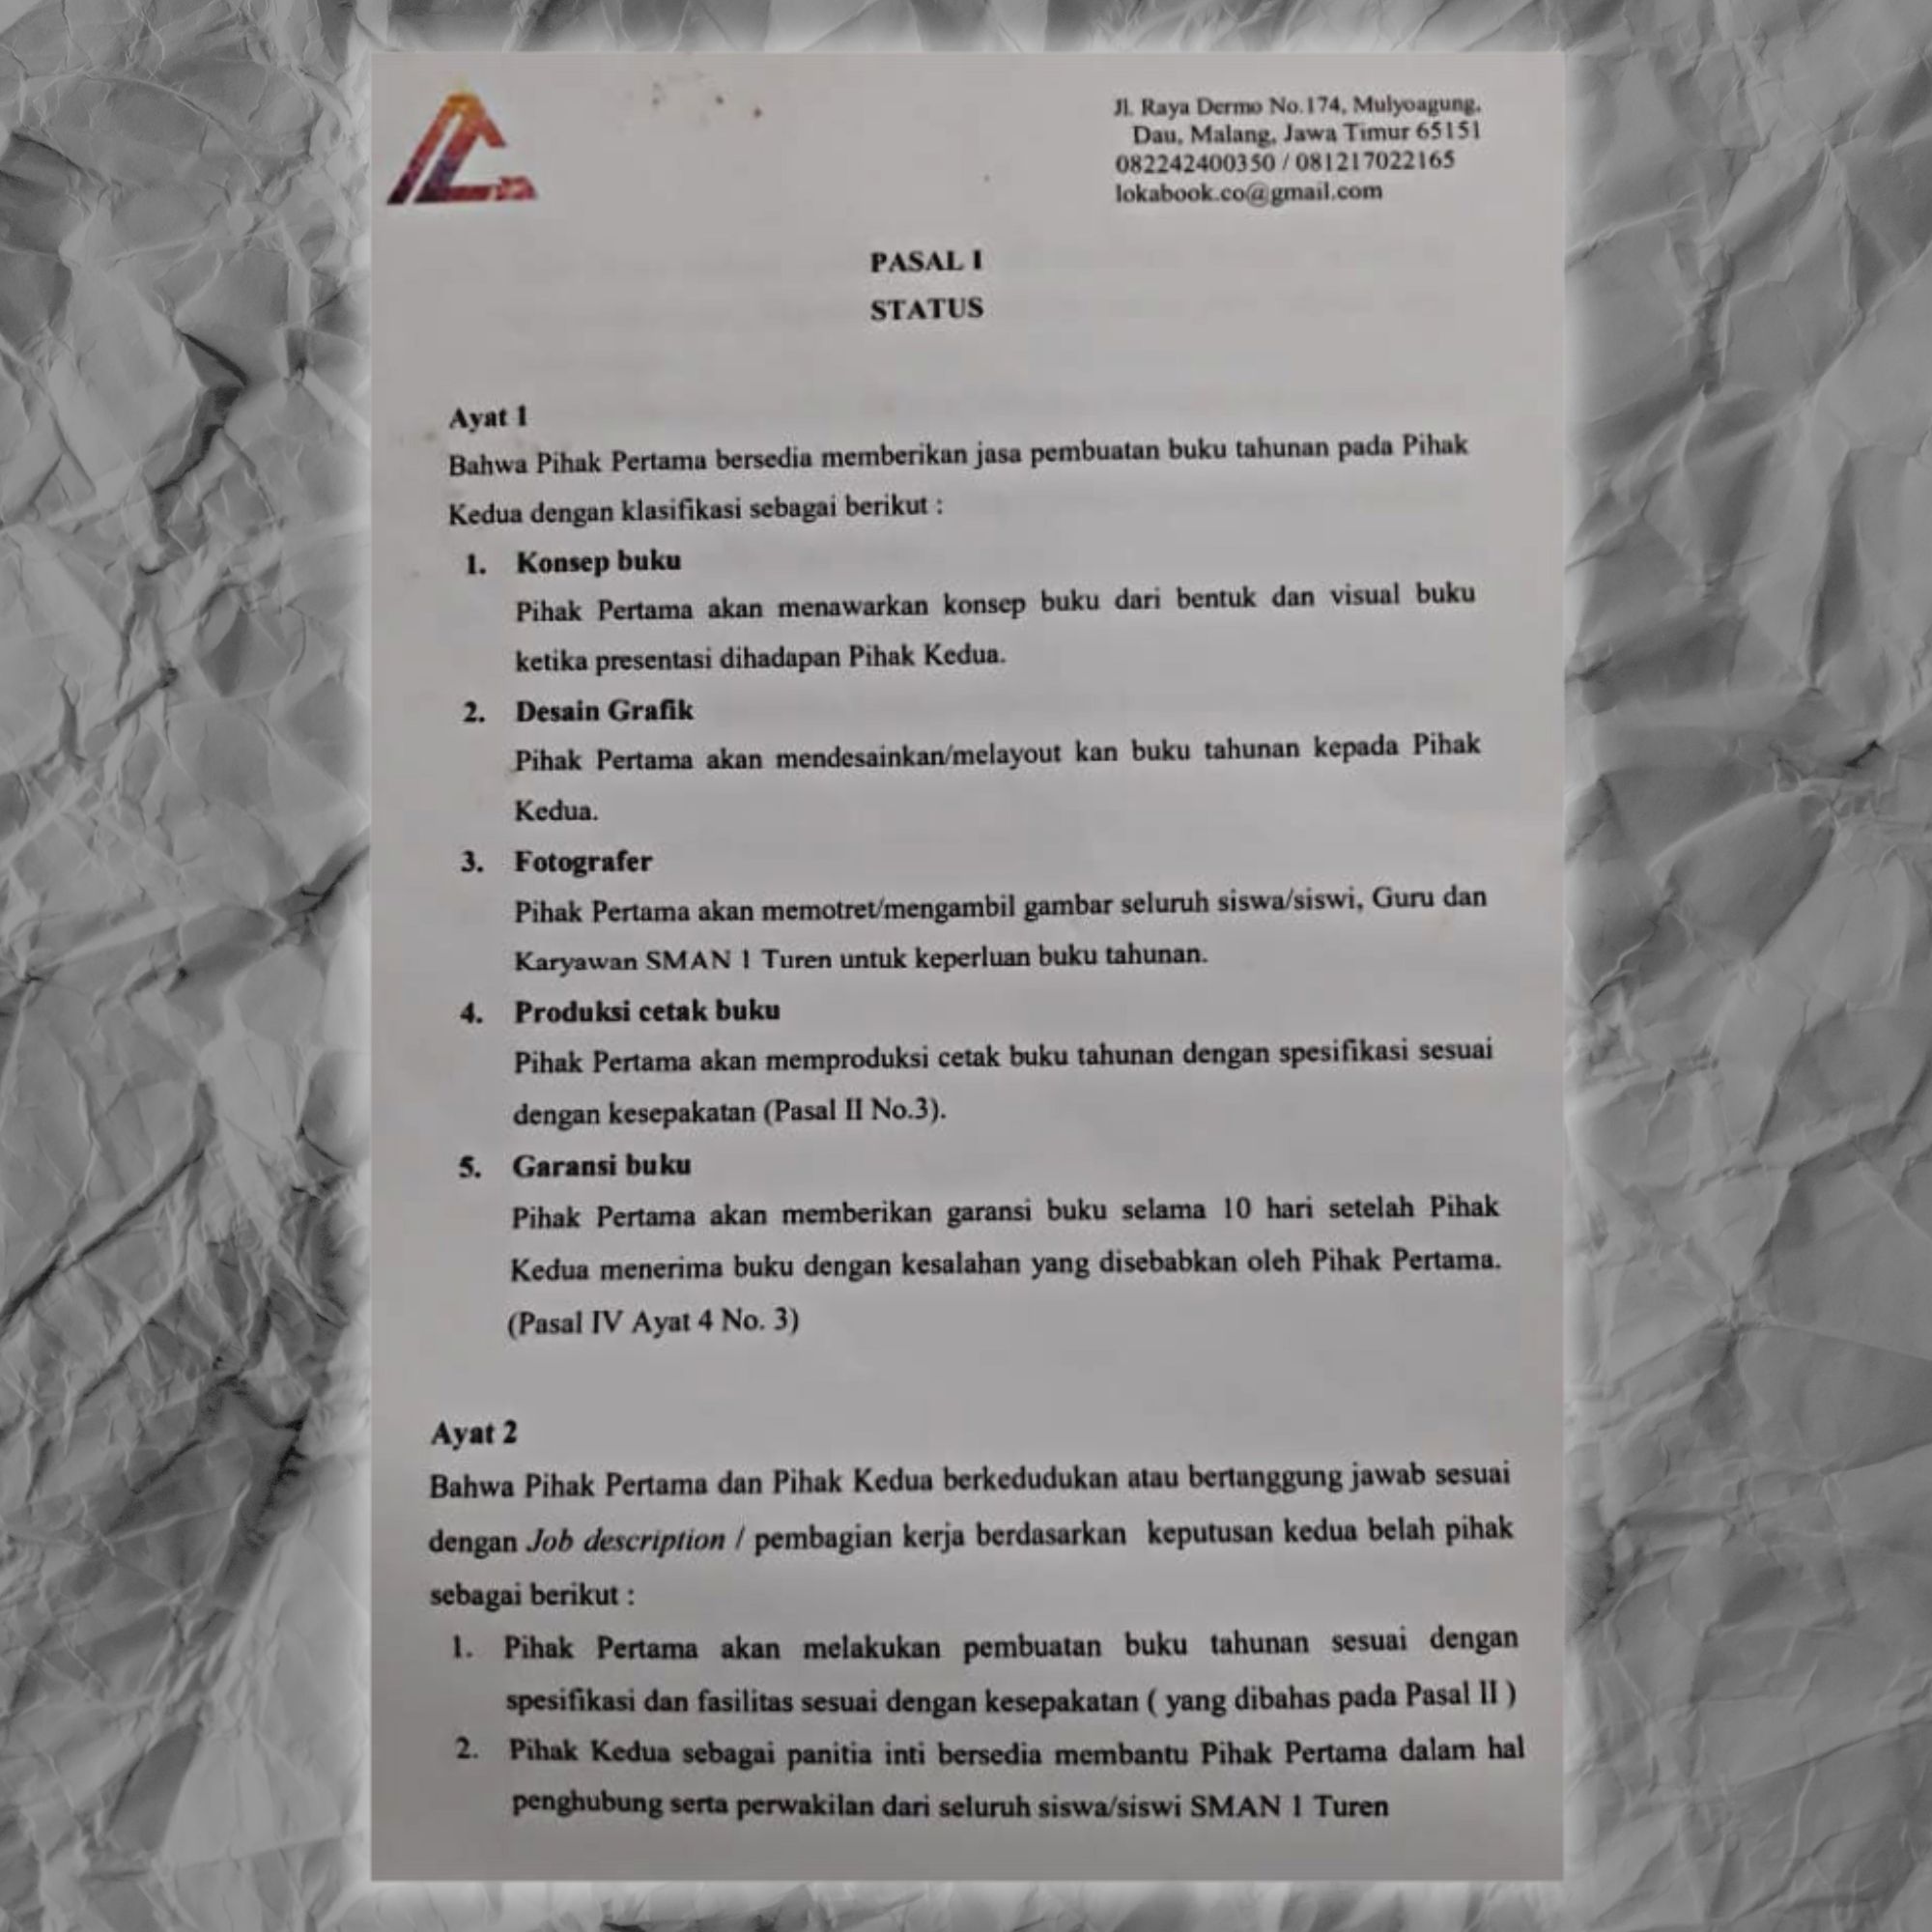 Jl. Raya Dermo No.174, Mulyoagung,
Dau, Malang, Jawa Timur 65151
082242400350 / 081217022165
lokabook.co@gmail.com
PASAL I
STATUS
Ayat 1
Bahwa Pihak Pertama bersedia memberikan jasa pembuatan buku tahunan pada Pihak
Kedua dengan klasifikasi sebagai berikut :
1. Konsep buku
Pihak Pertama akan menawarkan konsep buku dari bentuk dan visual buku
ketika presentasi dihadapan Pihak Kedua.
2. Desain Grafik
Pihak Pertama akan mendesainkan/melayout kan buku tahunan kepada Pihak
Kedua.
3. Fotografer
Pihak Pertama akan memotret/mengambil gambar seluruh siswa/siswi, Guru dan
Karyawan SMAN 1 Turen untuk keperluan buku tahunan.
4. Produksi cetak buku
Pihak Pertama akan memproduksi cetak buku tahunan dengan spesifikasi sesuai
dengan kesepakatan (Pasal II No.3).
5. Garansi buku
Pihak Pertama akan memberikan garansi buku selama 10 hari setelah Pihak
Kedua menerima buku dengan kesalahan yang disebabkan oleh Pihak Pertama.
(Pasal IV Ayat 4 No. 3)
Ayat 2
Bahwa Pihak Pertama dan Pihak Kedua berkedudukan atau bertanggung jawab sesuai
dengan Job description / pembagian kerja berdasarkan keputusan kedua belah pihak
sebagai berikut :
1. Pihak Pertama akan melakukan pembuatan buku tahunan sesuai dengan
spesifikasi dan fasilitas sesuai dengan kesepakatan ( yang dibahas pada Pasal II )
2. Pihak Kedua sebagai panitia inti bersedia membantu Pihak Pertama dalam hal
penghubung serta perwakilan dari seluruh siswa/siswi SMAN 1 Turen